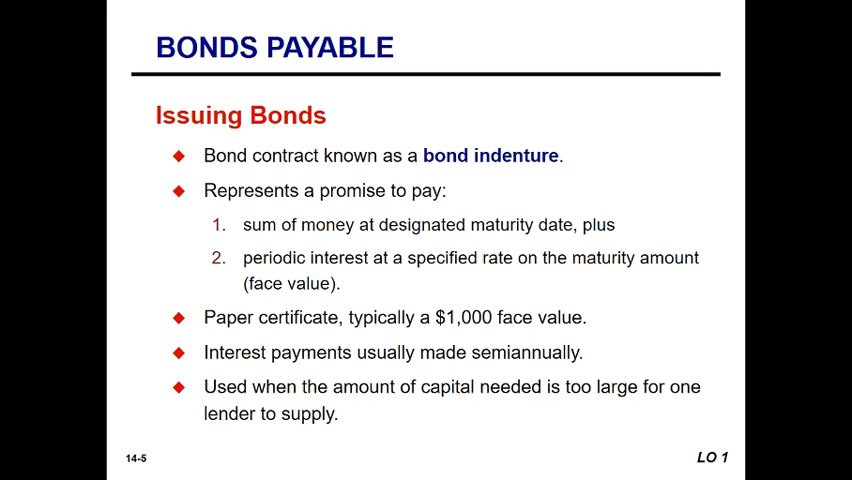 BONDS PAYABLE
Issuing Bonds
Bond contract known as a bond indenture.
Represents a promise to pay:
1. sum of money at designated maturity date, plus
2. periodic interest at a specified rate on the maturity amount
(face value).
Paper certificate, typically a $1,000 face value.
Interest payments usually made semiannually.
Used when the amount of capital needed is too large for one
lender to supply.
14-5
LO 1